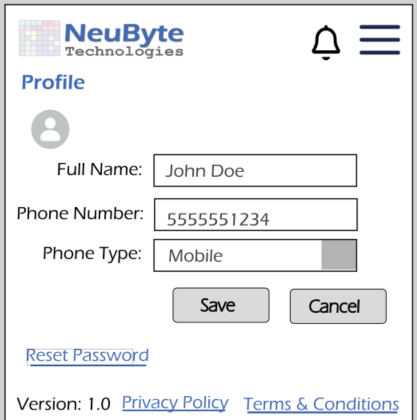 NeuByte
Technologies
Profile
Full Name: John Doe
Phone Number: 5555551234
Phone Type: Mobile
Save Cancel
Reset Password
Version: 1.0 Privacy Policy Terms & Conditions